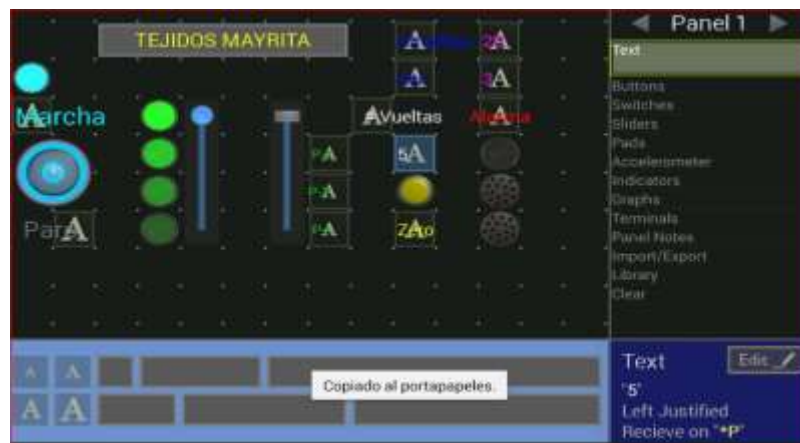 Panel 1
TEJIDOS MAYRITA
Text
Buttons
Switches
Sliders
Pads
Accelerometer
Indicators
Graphs
Terminals
Panel Notes
Import/Export
Library
Clear
Marcha
Vueltas
5
Text
Edit
"5"
Left Justified
Recieve on "*P"
Copiado al portapapeles.